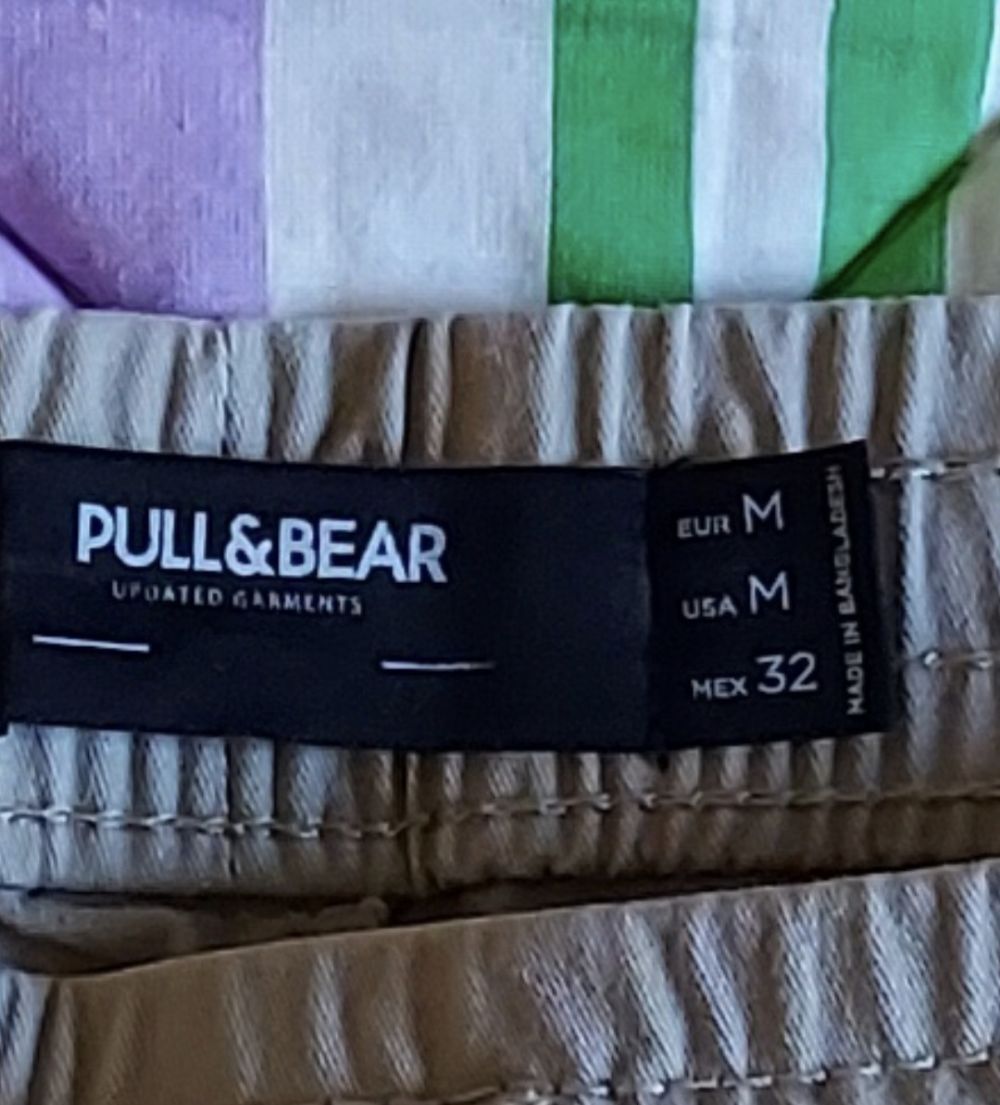 PULL&BEAR
UPDATED GARMENTS
EUR M
USA M
MEX 32
MADE IN BANGLADESH